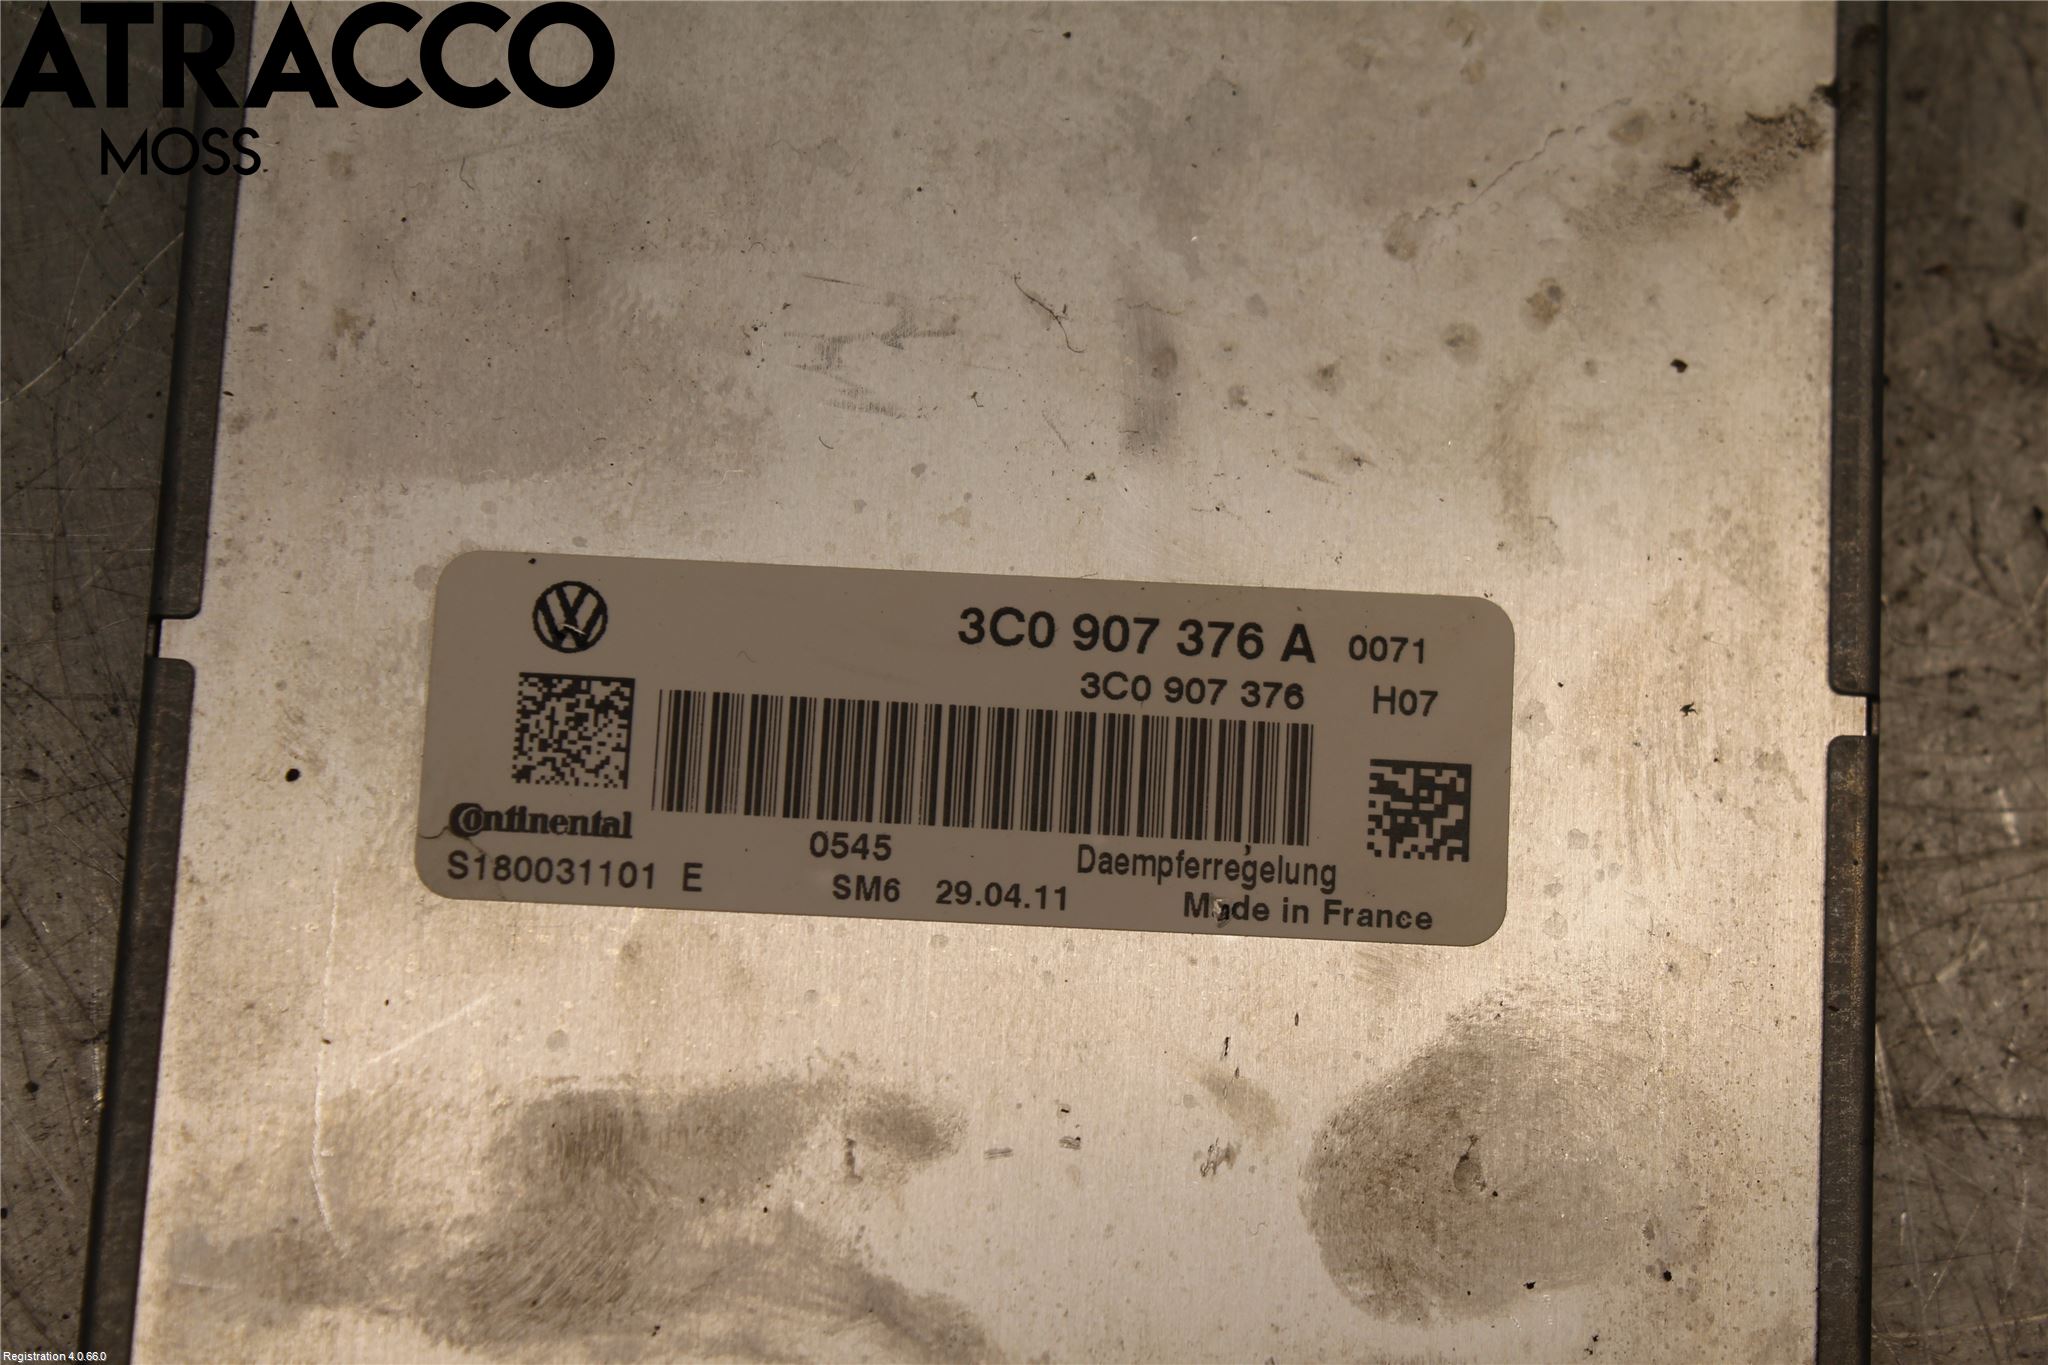 ATRACCO
MOSS
3C0 907 376 A 0071
3C0 907 376 H07
Continental
0545
Daempferregelung
S180031101 E
SM6 29.04.11
Made in France
Registration 4.0.66.0